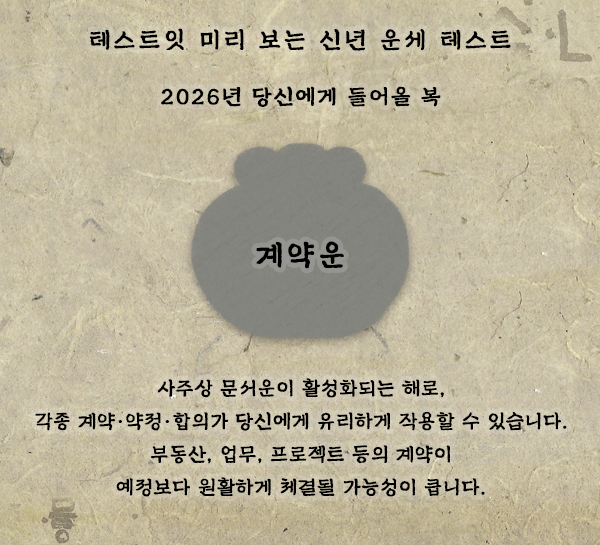 테스트잇 미리 보는 신년 운세 테스트
2026년 당신에게 들어올 복
계약운
사주상 문서운이 활성화되는 해로,
각종 계약·약정·합의가 당신에게 유리하게 작용할 수 있습니다.
부동산, 업무, 프로젝트 등의 계약이
예정보다 원활하게 체결될 가능성이 큽니다.